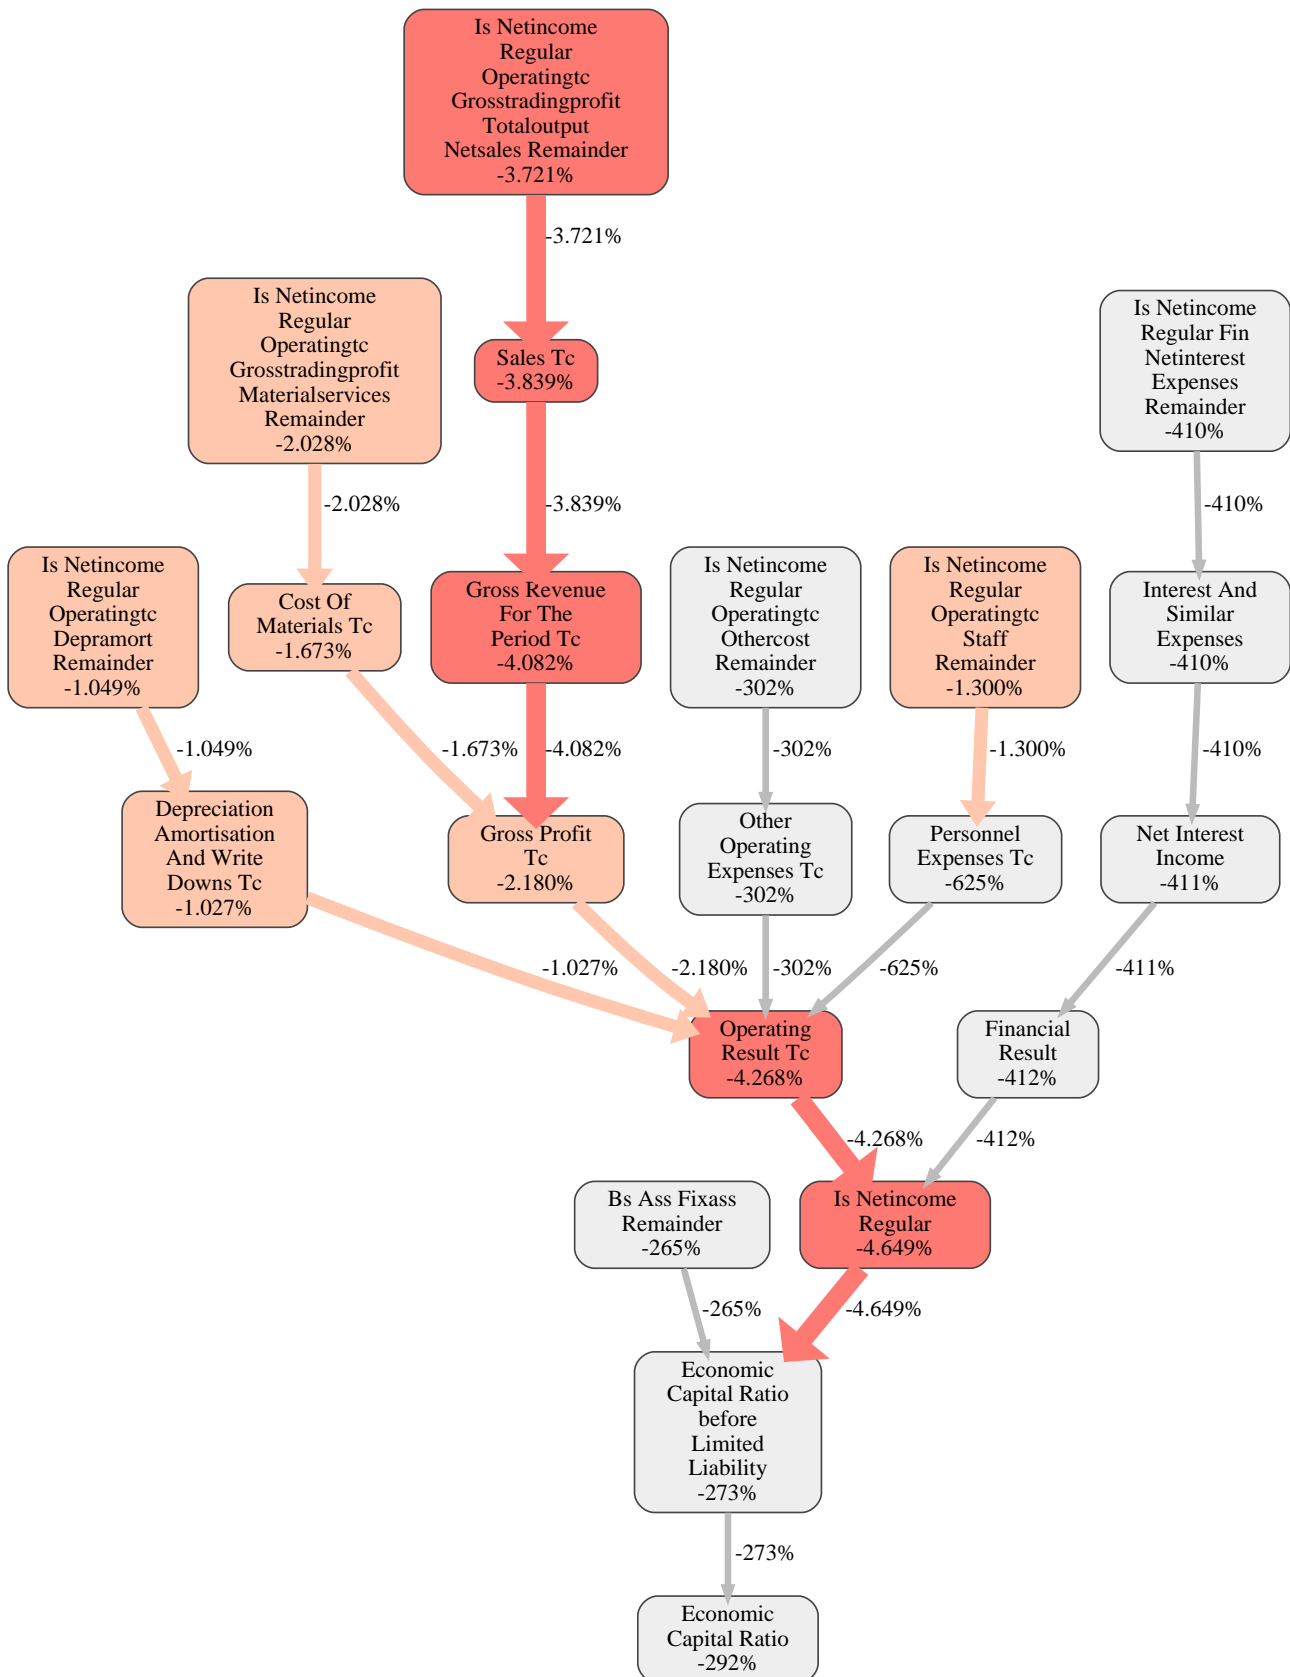 Is Netincome
Regular
Operatingtc
Grosstradingprofit
Totaloutput
Netsales Remainder
-3.721%
-3.721%
Is Netincome
Regular
Operatingtc
Grosstradingprofit
Materialservices
Remainder
-2.028%
Sales Tc
-3.839%
Is Netincome
Regular Fin
Netinterest
Expenses
Remainder
-410%
-2.028%
-3.839%
-410%
Is Netincome
Regular
Operatingtc
Depramort
Remainder
-1.049%
Cost Of
Materials Tc
-1.673%
Gross Revenue
For The
Period Tc
-4.082%
Is Netincome
Regular
Operatingtc
Othercost
Remainder
-302%
Is Netincome
Regular
Operatingtc
Staff
Remainder
-1.300%
Interest And
Similar
Expenses
-410%
-1.049%
-1.673%
-4.082%
-302%
-1.300%
-410%
Depreciation
Amortisation
And Write
Downs Tc
-1.027%
Gross Profit
Tc
-2.180%
Other
Operating
Expenses Tc
-302%
Personnel
Expenses Tc
-625%
Net Interest
Income
-411%
-1.027%
-2.180%
-302%
-625%
-411%
Operating
Result Tc
-4.268%
Financial
Result
-412%
-4.268%
-412%
Bs Ass Fixass
Remainder
-265%
Is Netincome
Regular
-4.649%
-265%
-4.649%
Economic
Capital Ratio
before
Limited
Liability
-273%
-273%
Economic
Capital Ratio
-292%